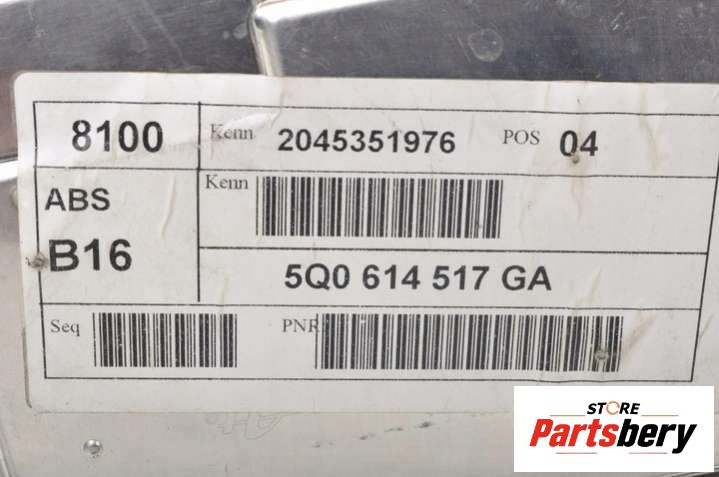 8100 Kenn 2045351976 POS 04
ABS Kenn
B16
5Q0 614 517 GA
Seq PNR
STORE
Partsbery